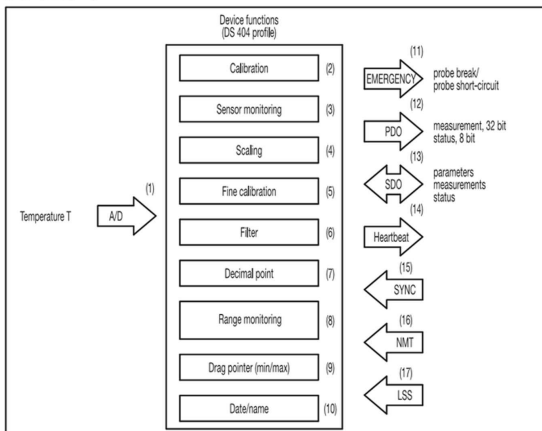 Device functions
(DS 404 profile)
Calibration (2)
Sensor monitoring (3)
Scaling (4)
Fine calibration (5)
Filter (6)
Decimal point (7)
Range monitoring (8)
Drag pointer (min/max) (9)
Date/name (10)
Temperature T
(1)
A/D
(11)
EMERGENCY
probe break/
probe short-circuit
(12)
PDO
measurement, 32 bit
status, 8 bit
(13)
SDO
parameters
measurements
status
(14)
Heartbeat
(15)
SYNC
(16)
NMT
(17)
LSS